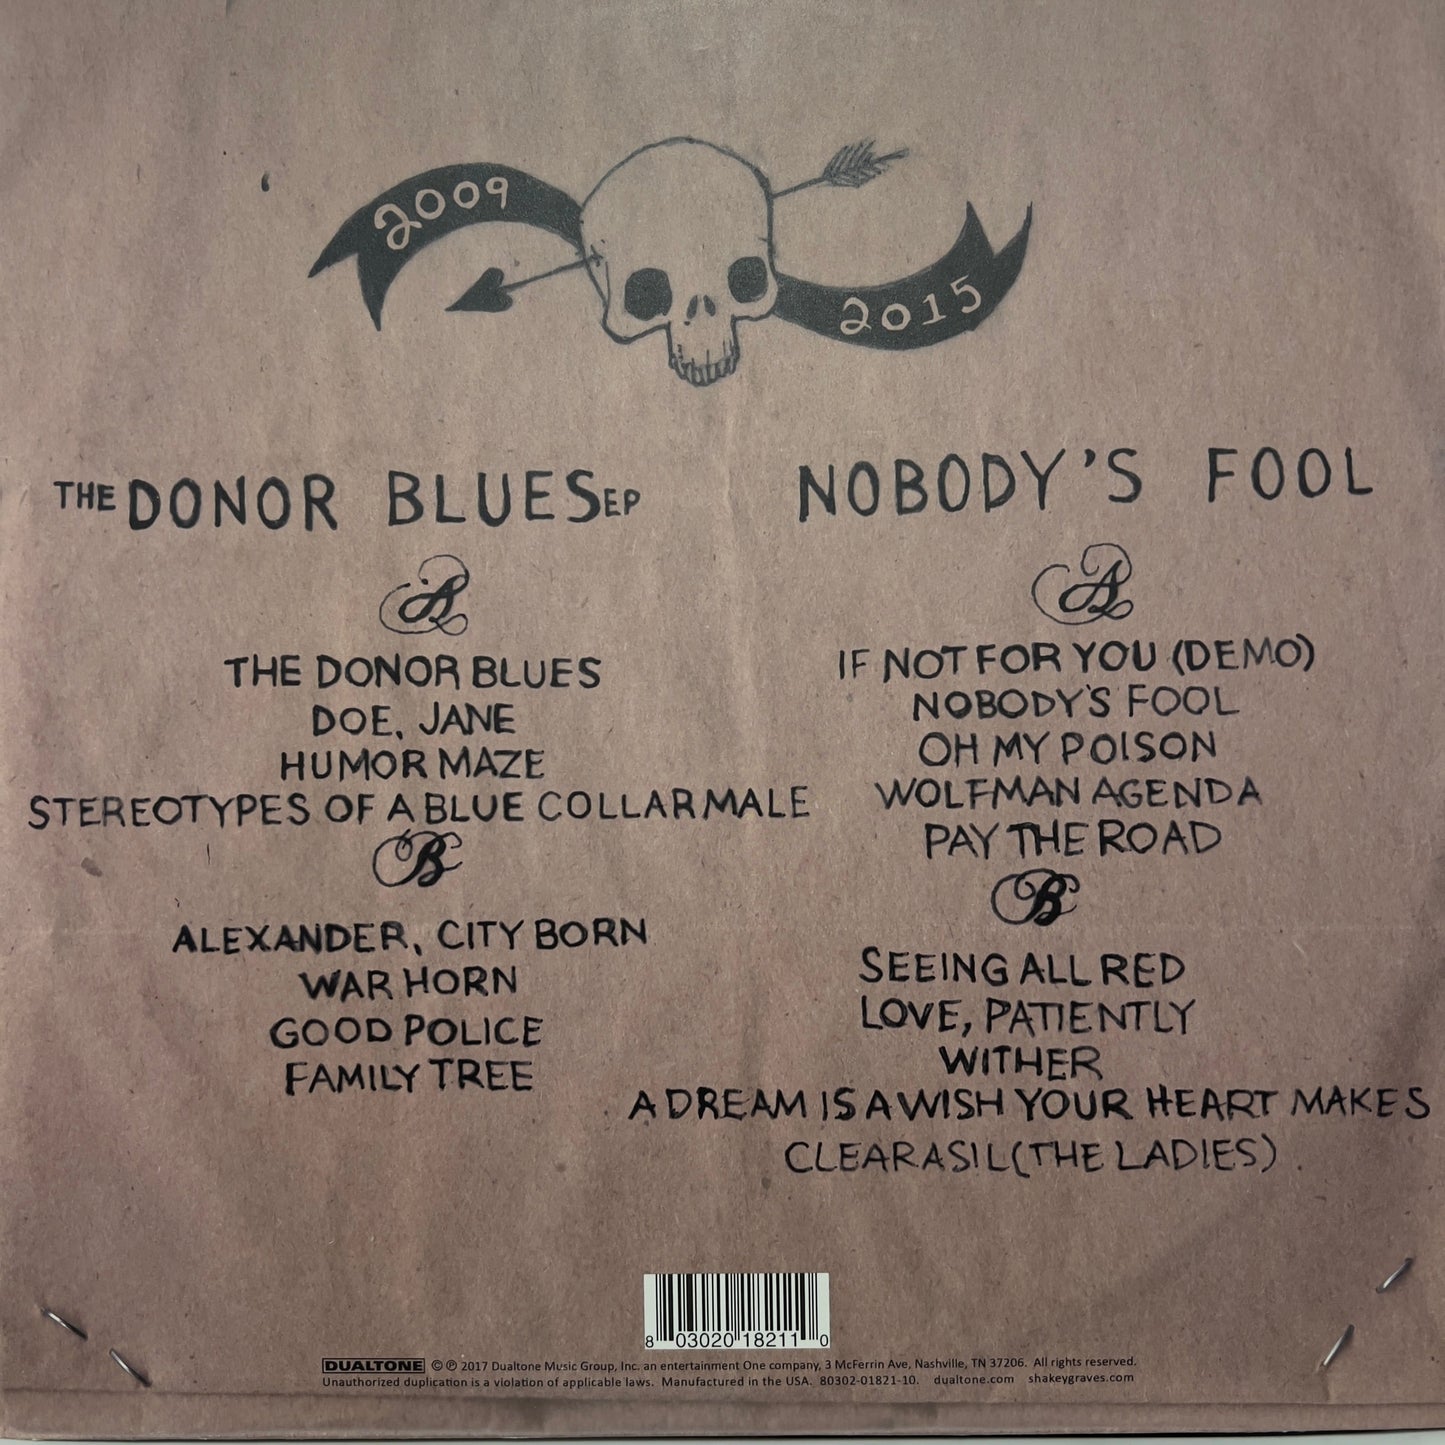 2009
2015
THE DONOR BLUES EP
A
THE DONOR BLUES
DOE, JANE
HUMOR MAZE
STEREOTYPES OF A BLUE COLLAR MALE
B
ALEXANDER, CITY BORN
WAR HORN
GOOD POLICE
FAMILY TREE
NOBODY'S FOOL
A
IF NOT FOR YOU (DEMO)
NOBODY'S FOOL
OH MY POISON
WOLFMAN AGENDA
PAY THE ROAD
B
SEEING ALL RED
LOVE, PATIENTLY
WITHER
A DREAM IS A WISH YOUR HEART MAKES
CLEARASIL (THE LADIES)
8 03020 18211 0
DUALTONE © ℗ 2017 Dualtone Music Group, Inc. an entertainment One company, 3 McFerrin Ave, Nashville, TN 37206. All rights reserved.
Unauthorized duplication is a violation of applicable laws. Manufactured in the USA. 80302-01821-10. dualtone.com shakeygraves.com